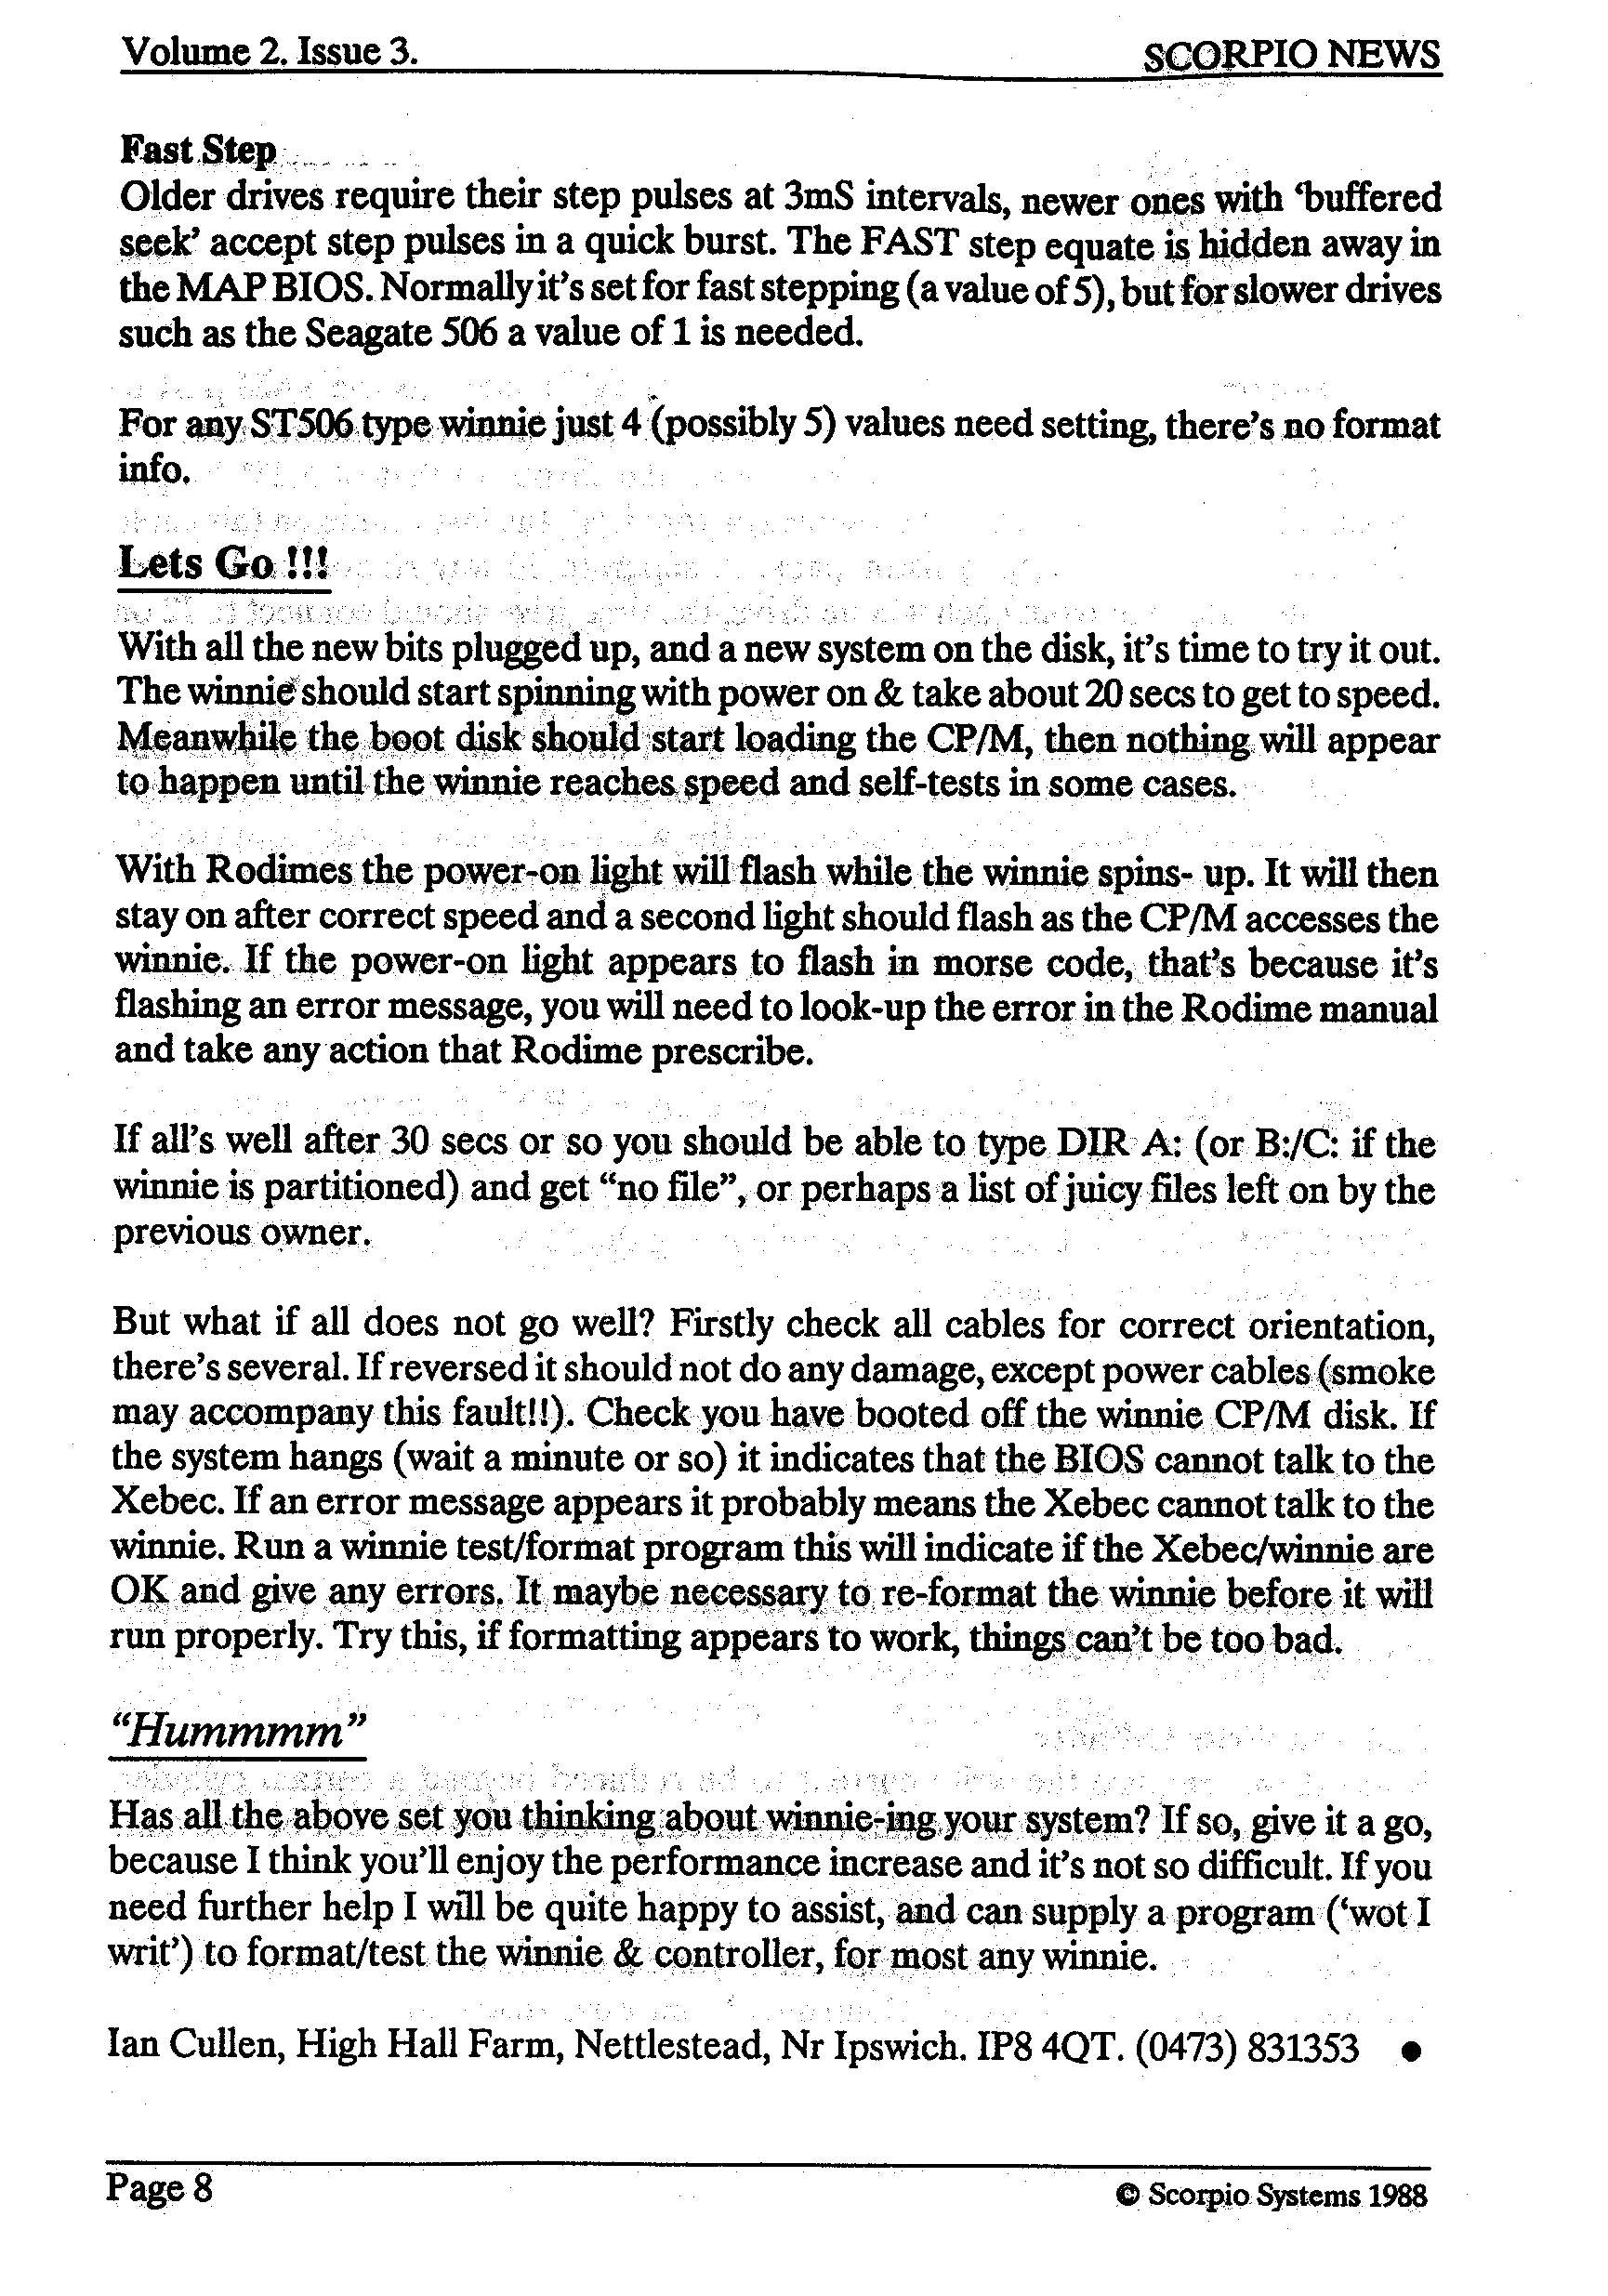 Volume 2. Issue 3.
SCORPIO NEWS
Fast Step
Older drives require their step pulses at 3mS intervals, newer ones with ‘buffered
seek’ accept step pulses in a quick burst. The FAST step equate is hidden away in
the MAP BIOS. Normally it’s set for fast stepping (a value of 5), but for slower drives
such as the Seagate 506 a value of 1 is needed.
For any ST506 type winnie just 4 (possibly 5) values need setting, there’s no format
info.
Lets Go !!!
With all the new bits plugged up, and a new system on the disk, it’s time to try it out.
The winnie should start spinning with power on & take about 20 secs to get to speed.
Meanwhile the boot disk should start loading the CP/M, then nothing will appear
to happen until the winnie reaches speed and self-tests in some cases.
With Rodimes the power-on light will flash while the winnie spins- up. It will then
stay on after correct speed and a second light should flash as the CP/M accesses the
winnie. If the power-on light appears to flash in morse code, that’s because it’s
flashing an error message, you will need to look-up the error in the Rodime manual
and take any action that Rodime prescribe.
If all’s well after 30 secs or so you should be able to type DIR A: (or B:/C: if the
winnie is partitioned) and get “no file”, or perhaps a list of juicy files left on by the
previous owner.
But what if all does not go well? Firstly check all cables for correct orientation,
there’s several. If reversed it should not do any damage, except power cables (smoke
may accompany this fault!!). Check you have booted off the winnie CP/M disk. If
the system hangs (wait a minute or so) it indicates that the BIOS cannot talk to the
Xebec. If an error message appears it probably means the Xebec cannot talk to the
winnie. Run a winnie test/format program this will indicate if the Xebec/winnie are
OK and give any errors. It maybe necessary to re-format the winnie before it will
run properly. Try this, if formatting appears to work, things can’t be too bad.
“Hummmm”
Has all the above set you thinking about winnie-ing your system? If so, give it a go,
because I think you’ll enjoy the performance increase and it’s not so difficult. If you
need further help I will be quite happy to assist, and can supply a program (‘wot I
writ’) to format/test the winnie & controller, for most any winnie.
Ian Cullen, High Hall Farm, Nettlestead, Nr Ipswich. IP8 4QT. (0473) 831353 ●
Page 8
© Scorpio Systems 1988